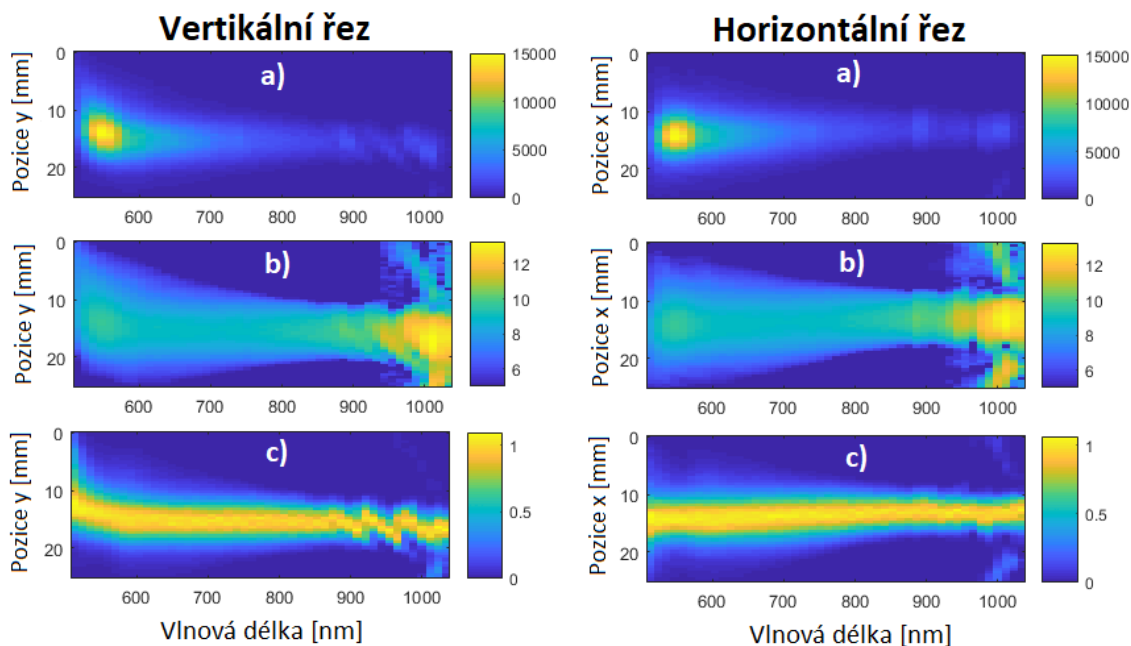 Vertikální řez
Horizontální řez
a)
0
10
20
Pozice y [mm]
600 700 800 900 1000
15000
10000
5000
0
a)
0
10
20
Pozice x [mm]
600 700 800 900 1000
15000
10000
5000
0
b)
0
10
20
Pozice y [mm]
600 700 800 900 1000
12
10
8
6
b)
0
10
20
Pozice x [mm]
600 700 800 900 1000
12
10
8
6
c)
0
10
20
Pozice y [mm]
600 700 800 900 1000
1
0.5
0
Vlnová délka [nm]
c)
0
10
20
Pozice x [mm]
600 700 800 900 1000
1
0.5
0
Vlnová délka [nm]